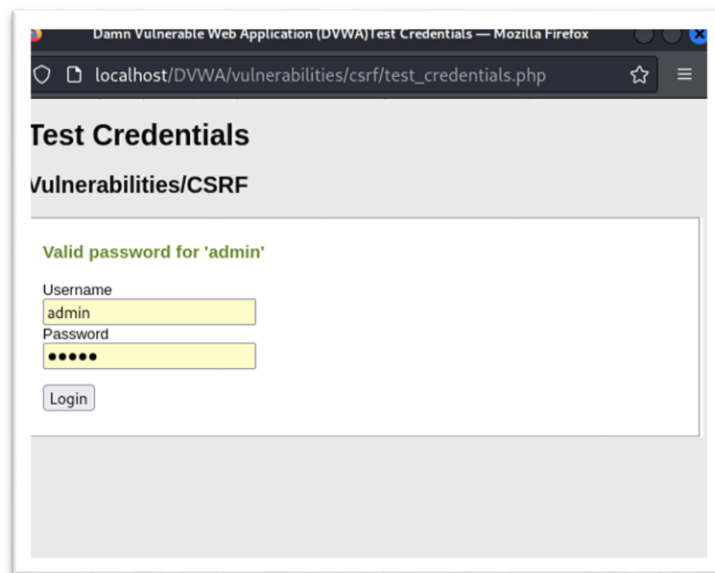 Damn Vulnerable Web Application (DVWA)Test Credentials — Mozilla Firefox
localhost/DVWA/vulnerabilities/csrf/test_credentials.php
Test Credentials
Vulnerabilities/CSRF
Valid password for 'admin'
Username
admin
Password
•••••
Login